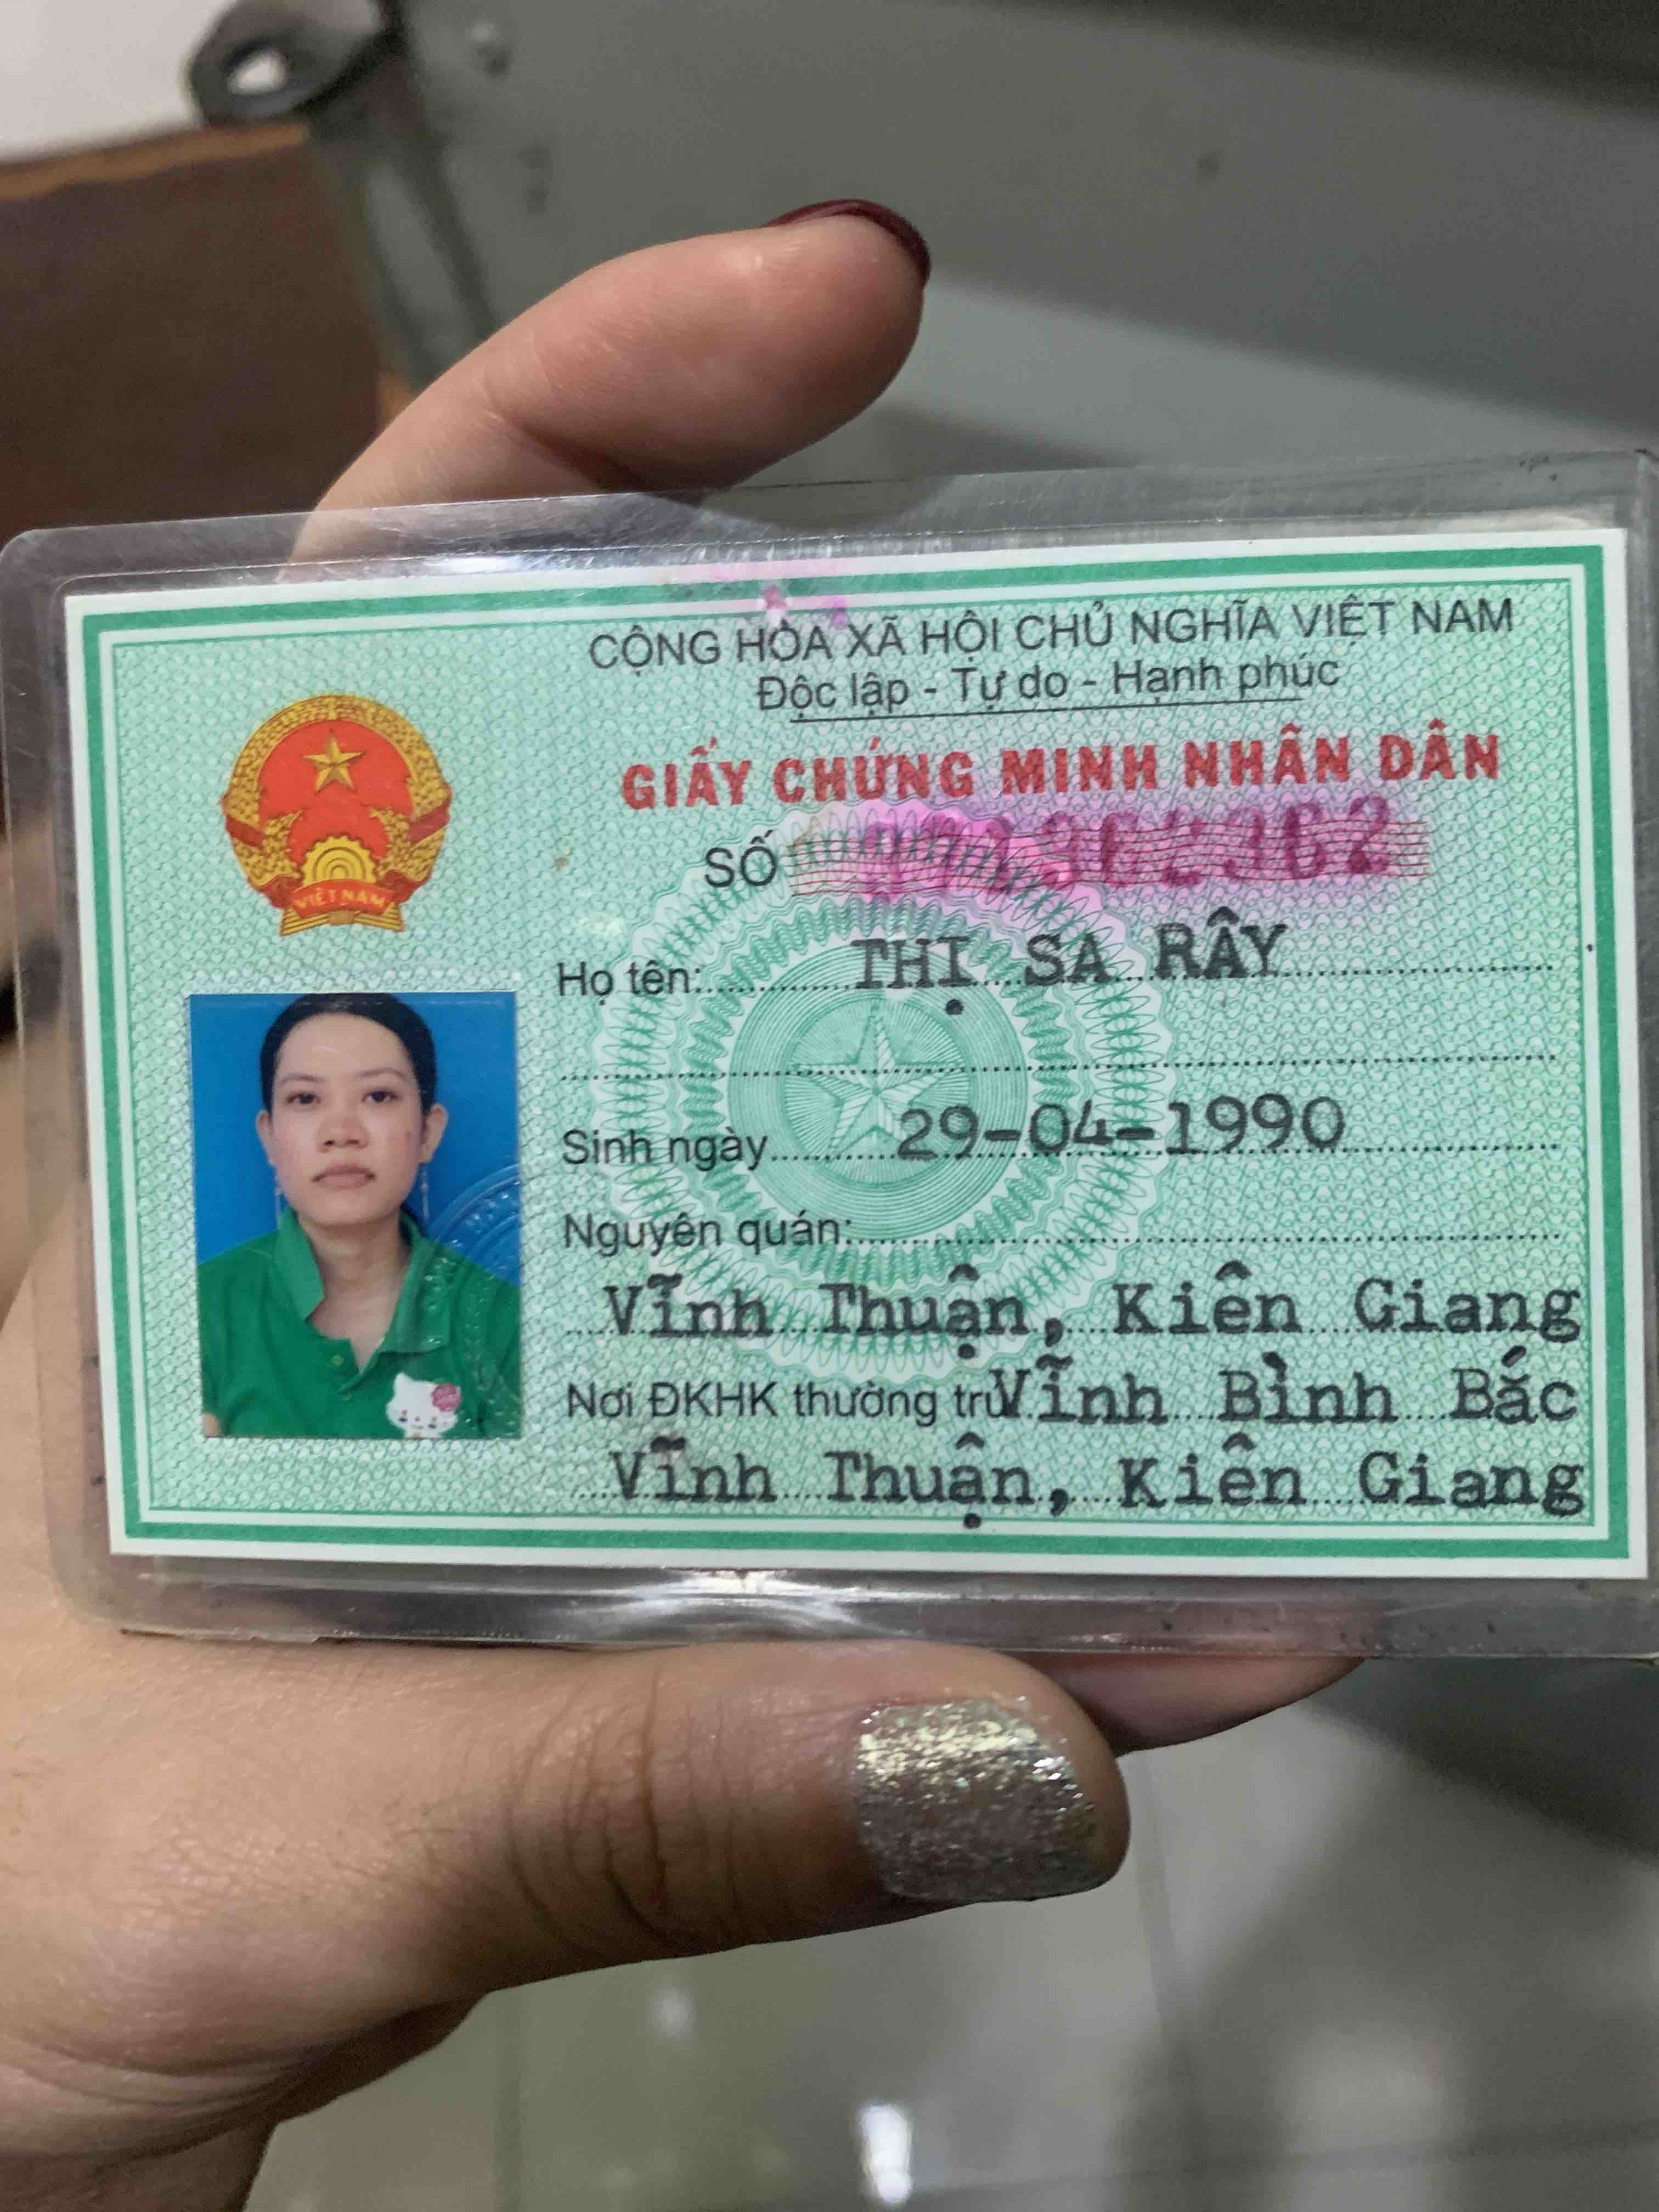 CỘNG HÒA XÃ HỘI CHỦ NGHĨA VIỆT NAM
Độc lập - Tự do - Hạnh phúc
GIẤY CHỨNG MINH NHÂN DÂN
SỐ
VIỆT NAM
Họ tên: THỊ SA RÂY
Sinh ngày 29-04-1990
Nguyên quán:
Vĩnh Thuận, Kiên Giang
Nơi ĐKHK thường trú Vĩnh Bình Bắc
Vĩnh Thuận, Kiên Giang